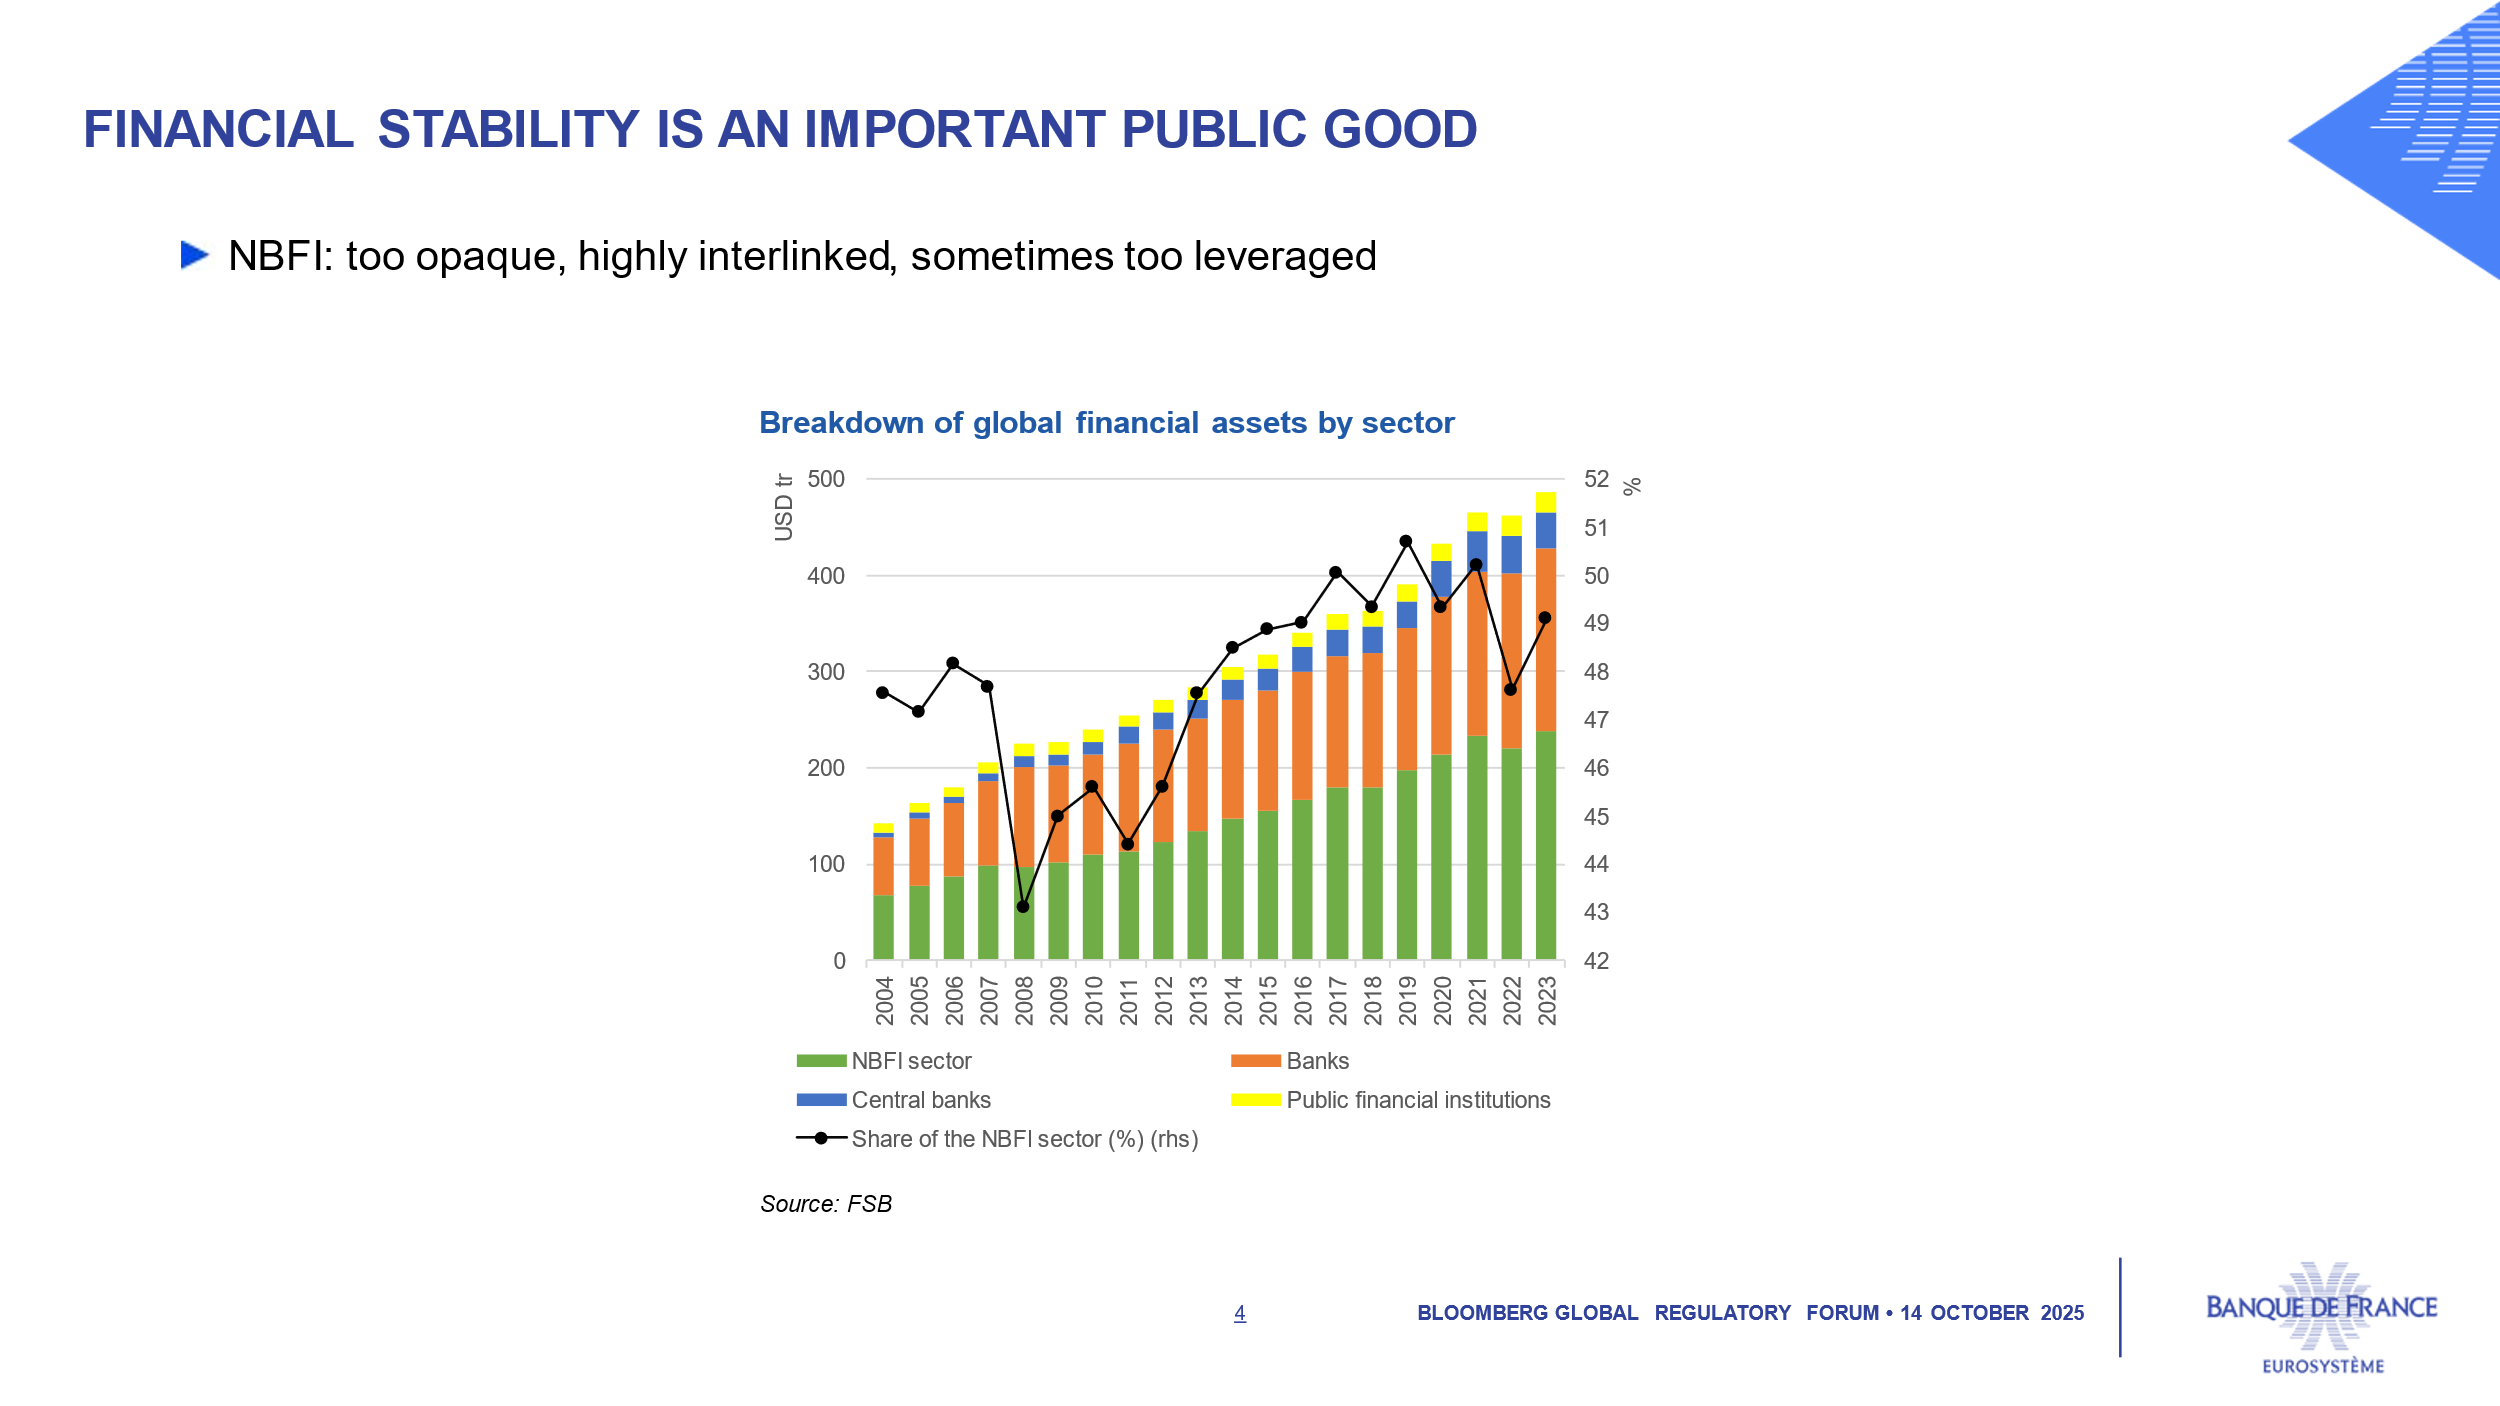 FINANCIAL STABILITY IS AN IMPORTANT PUBLIC GOOD
NBFI: too opaque, highly interlinked, sometimes too leveraged
Breakdown of global financial assets by sector
USD tr
%
500
400
300
200
100
0
52
51
50
49
48
47
46
45
44
43
42
2004 2005 2006 2007 2008 2009 2010 2011 2012 2013 2014 2015 2016 2017 2018 2019 2020 2021 2022 2023
NBFI sector
Banks
Central banks
Public financial institutions
Share of the NBFI sector (%) (rhs)
Source: FSB
4
BLOOMBERG GLOBAL REGULATORY FORUM • 14 OCTOBER 2025
BANQUE DE FRANCE
EUROSYSTÈME